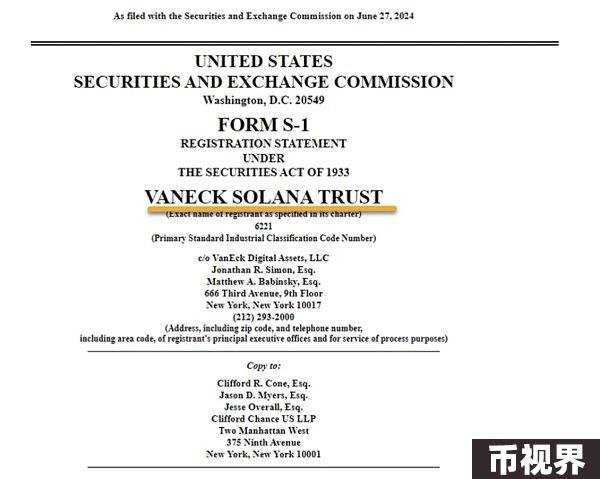 As filed with the Securities and Exchange Commission on June 27, 2024
UNITED STATES
SECURITIES AND EXCHANGE COMMISSION
Washington, D.C. 20549
FORM S-1
REGISTRATION STATEMENT
UNDER
THE SECURITIES ACT OF 1933
VANECK SOLANA TRUST
(Exact name of registrant as specified in its charter)
6221
(Primary Standard Industrial Classification Code Number)
c/o VanEck Digital Assets, LLC
Jonathan R. Simon, Esq.
Matthew A. Babinsky, Esq.
666 Third Avenue, 9th Floor
New York, New York 10017
(212) 293-2000
(Address, including zip code, and telephone number,
including area code, of registrant's principal executive offices and for service of process purposes)
Copy to:
Clifford R. Cone, Esq.
Jason D. Myers, Esq.
Jesse Overall, Esq.
Clifford Chance US LLP
Two Manhattan West
375 Ninth Avenue
New York, New York 10001
币视界